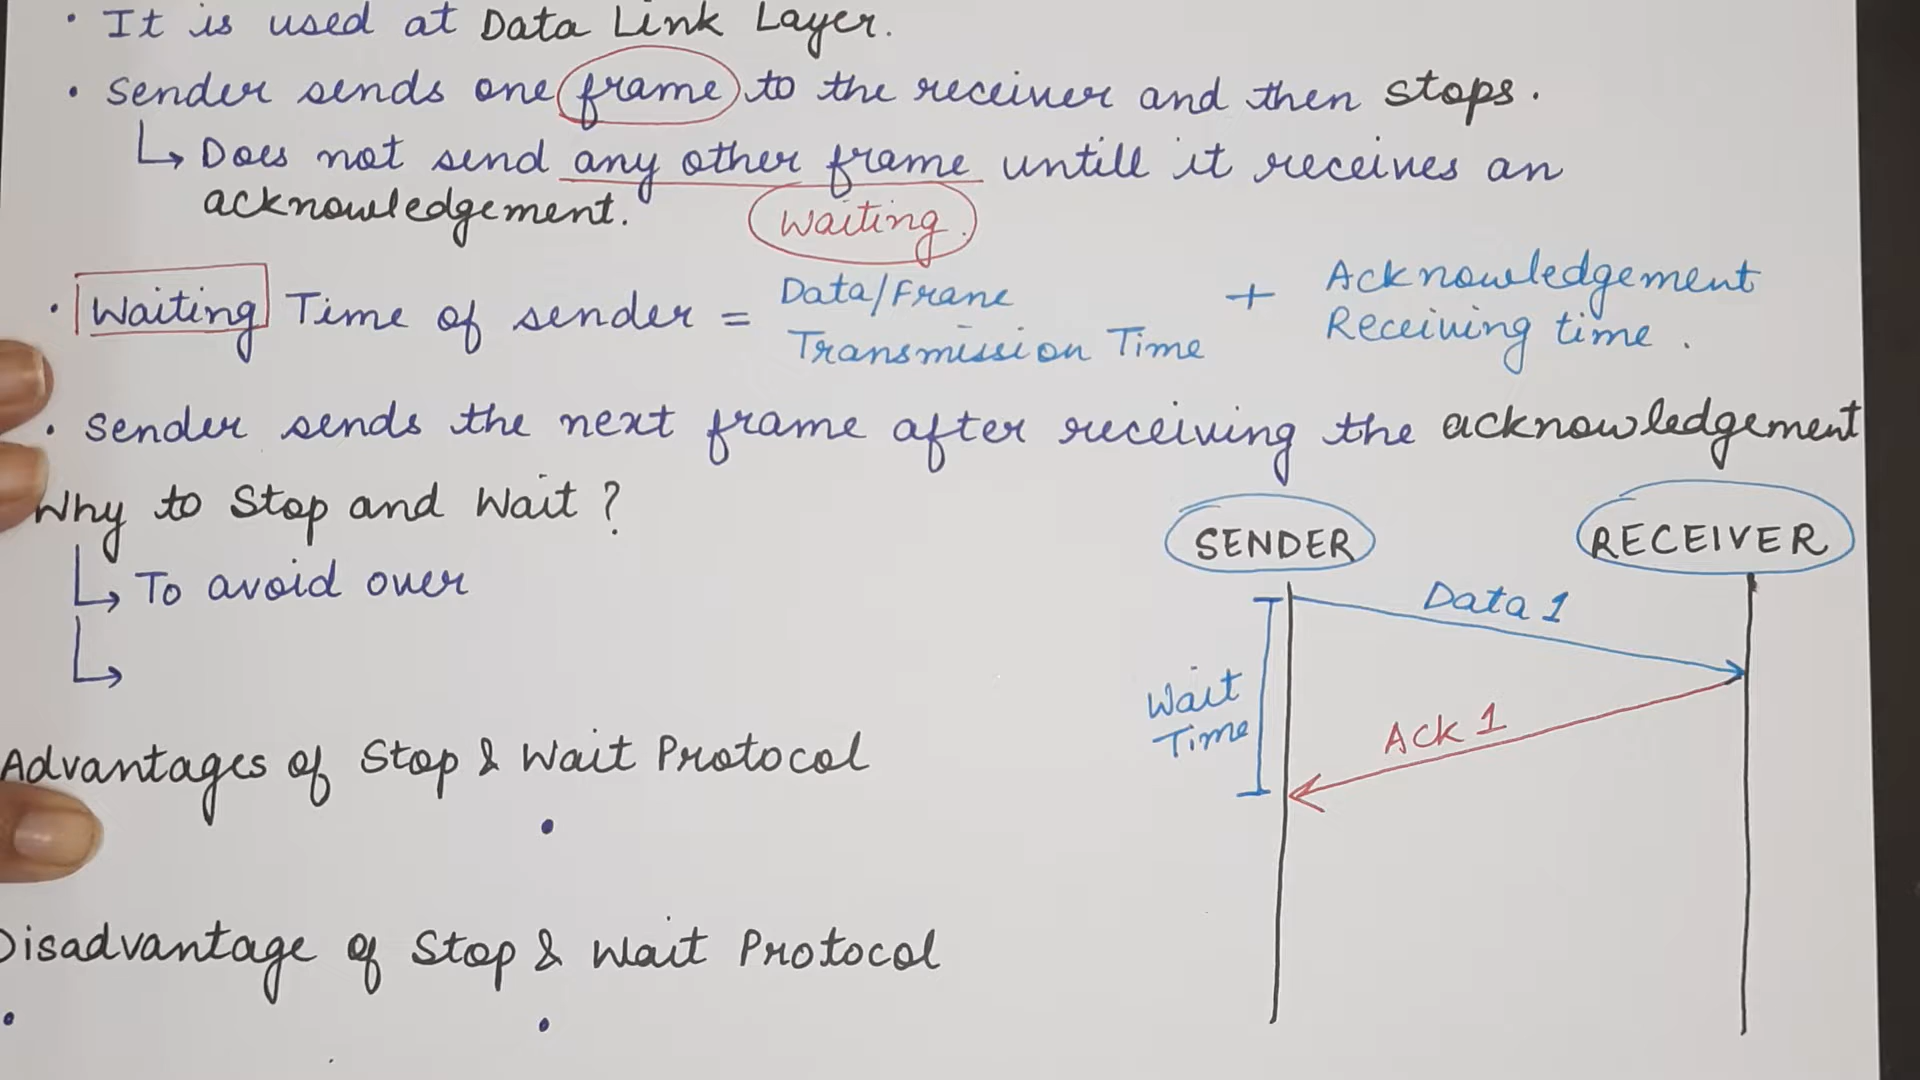 • It is used at Data Link Layer.
• Sender sends one frame to the receiver and then stops.
↳ Does not send any other frame untill it receives an
acknowledgement.
Waiting.
• Waiting Time of sender = Data/Frane Transmission Time + Acknowledgement Receiving time.
• Sender sends the next frame after receiving the acknowledgement
Why to Stop and Wait ?
↳ To avoid over
↳
Advantages of Stop & Wait Protocol
•
Disadvantage of Stop & Wait Protocol
• •
SENDER
RECEIVER
Data 1
Wait
Time
Ack 1